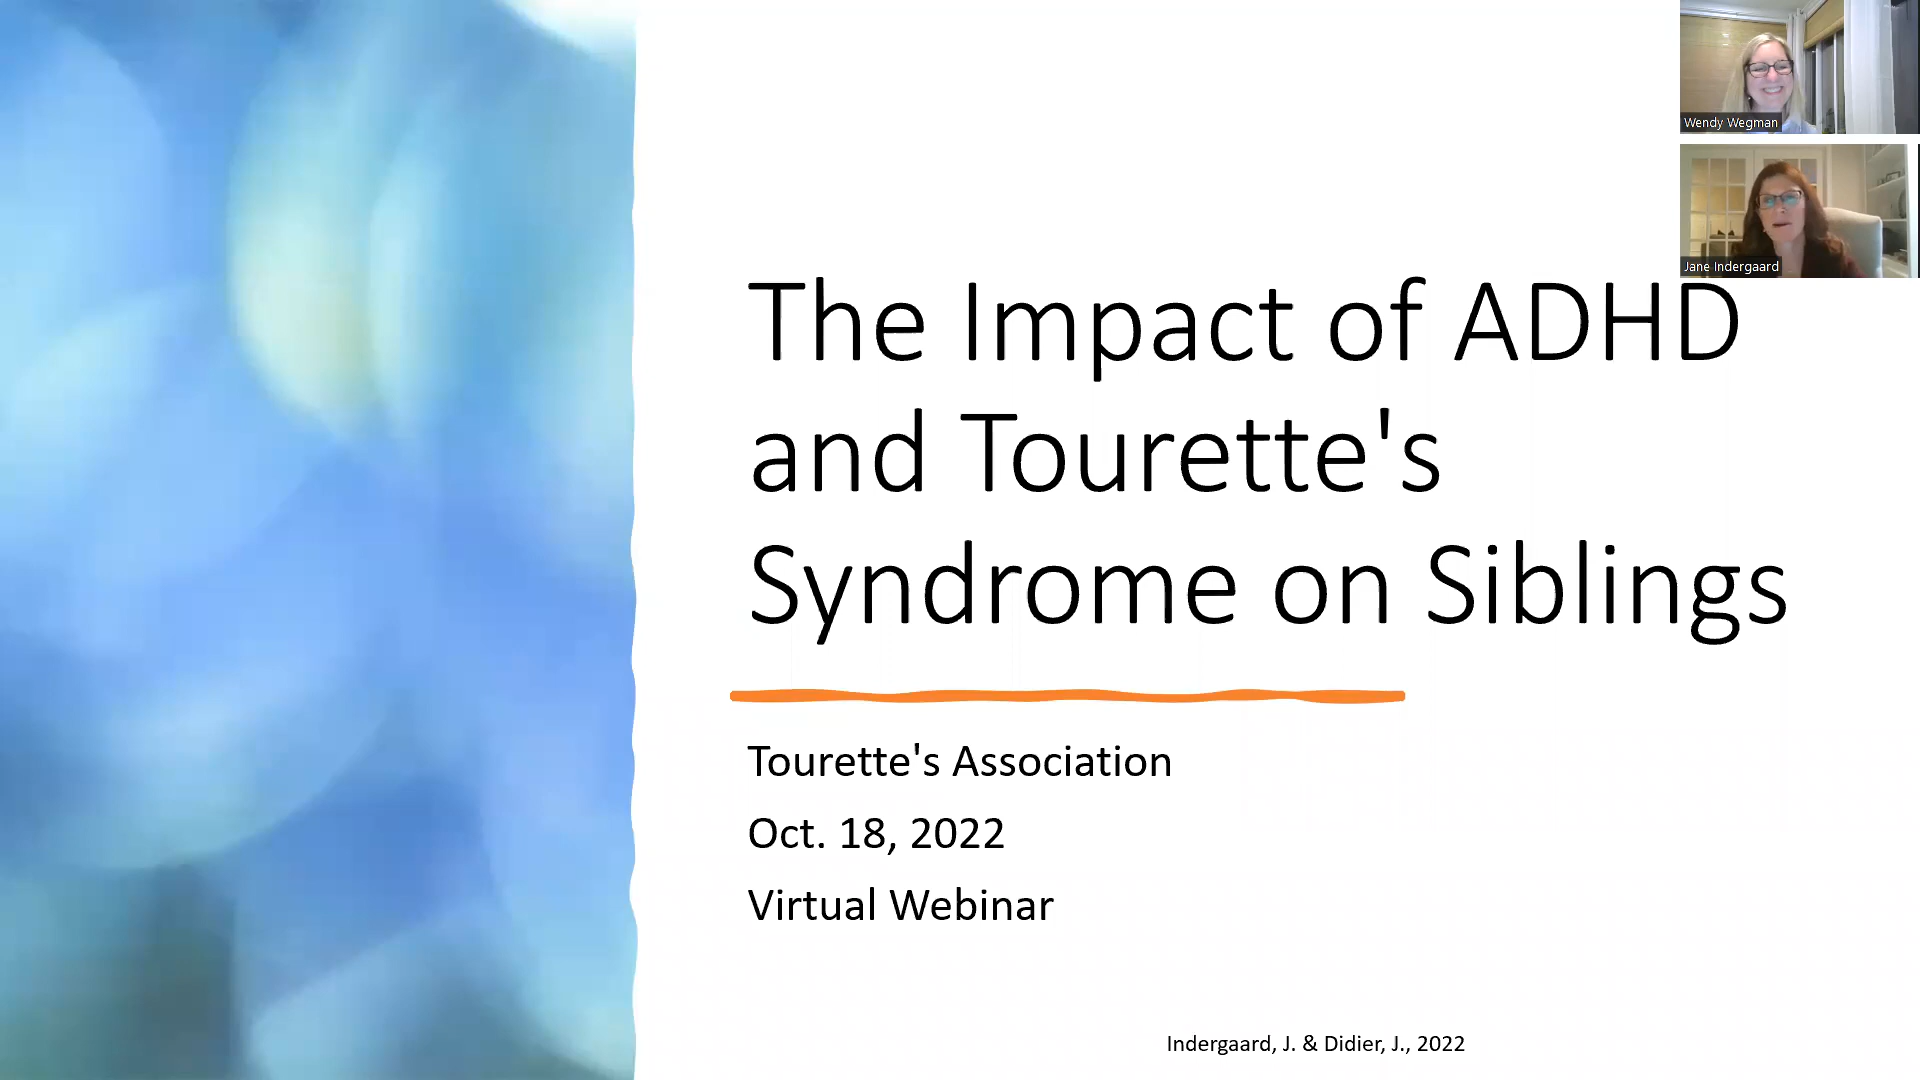 Wendy Wegman
Jane Indergaard
The Impact of ADHD
and Tourette's
Syndrome on Siblings
Tourette's Association
Oct. 18, 2022
Virtual Webinar
Indergaard, J. & Didier, J., 2022